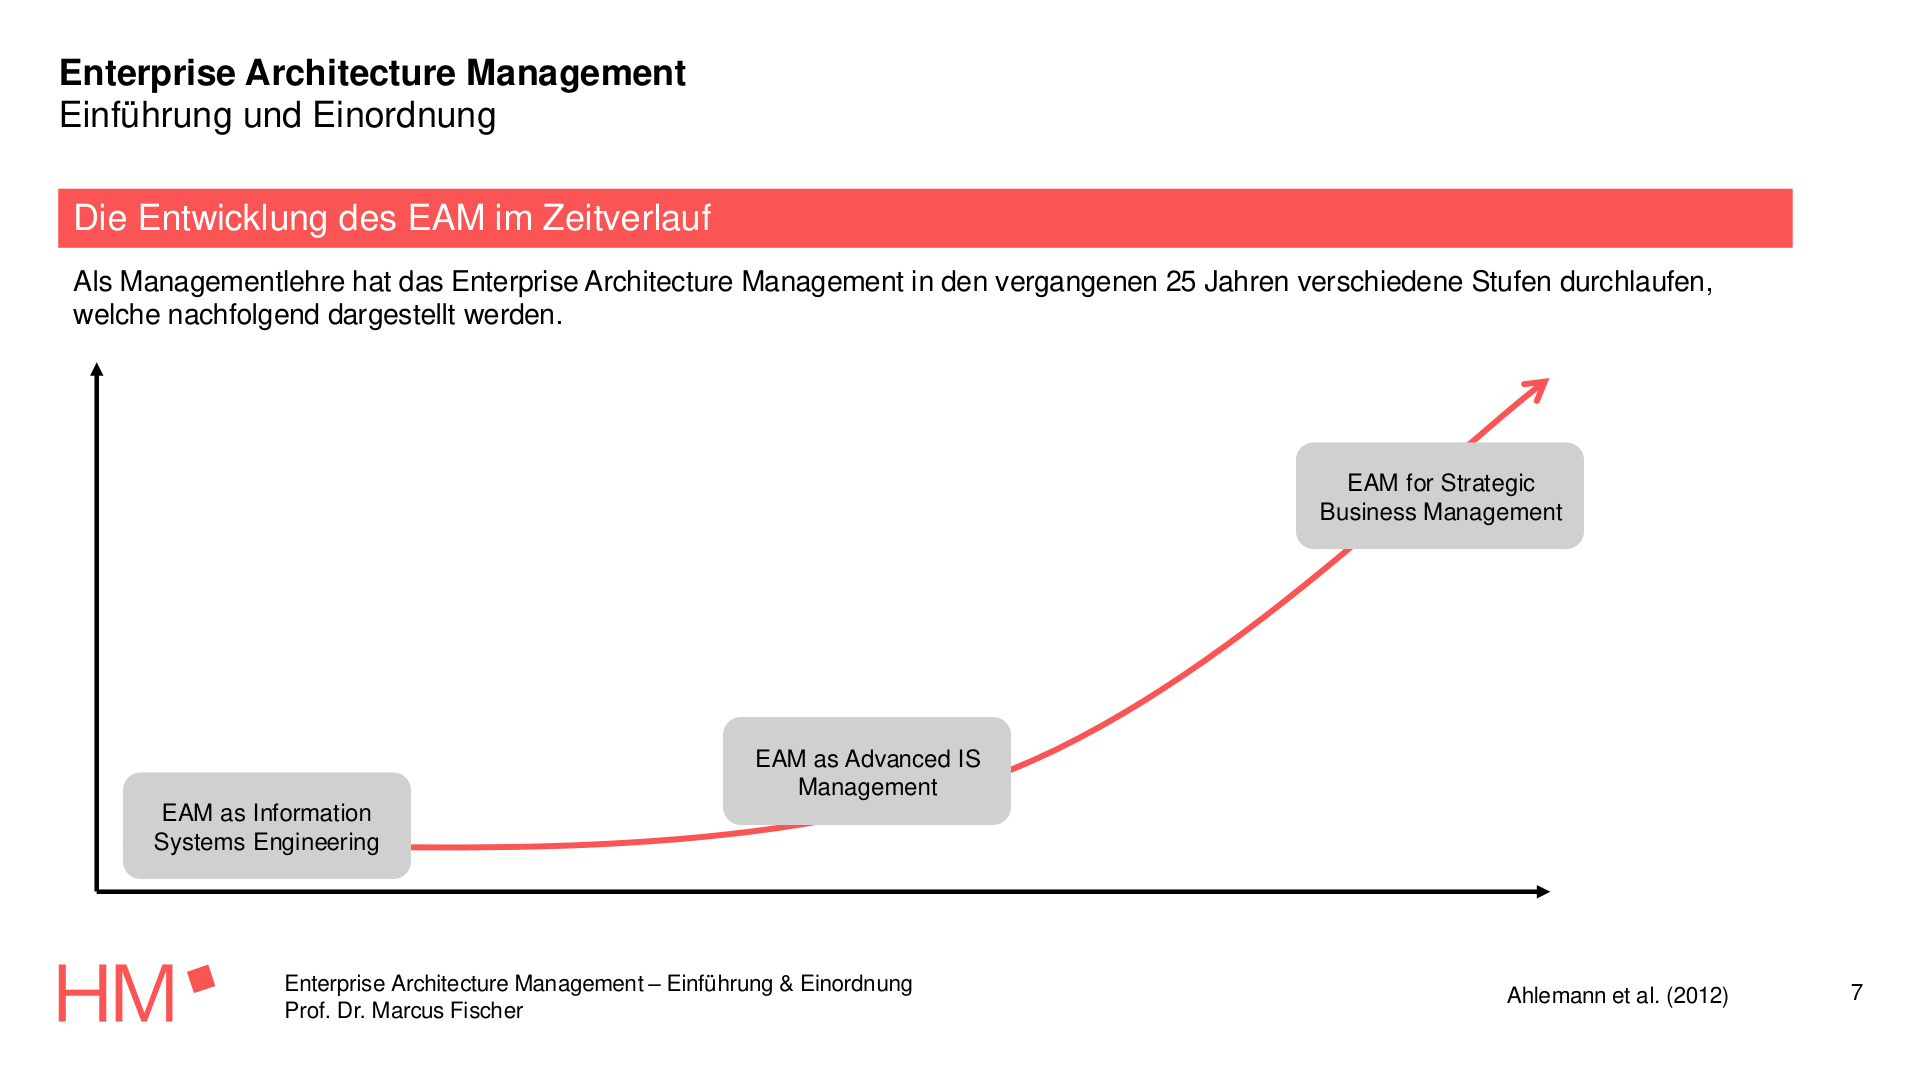 Enterprise Architecture Management
Einführung und Einordnung
Die Entwicklung des EAM im Zeitverlauf
Als Managementlehre hat das Enterprise Architecture Management in den vergangenen 25 Jahren verschiedene Stufen durchlaufen,
welche nachfolgend dargestellt werden.
EAM for Strategic
Business Management
EAM as Advanced IS
Management
EAM as Information
Systems Engineering
HM
Enterprise Architecture Management – Einführung & Einordnung
Prof. Dr. Marcus Fischer
Ahlemann et al. (2012)
7